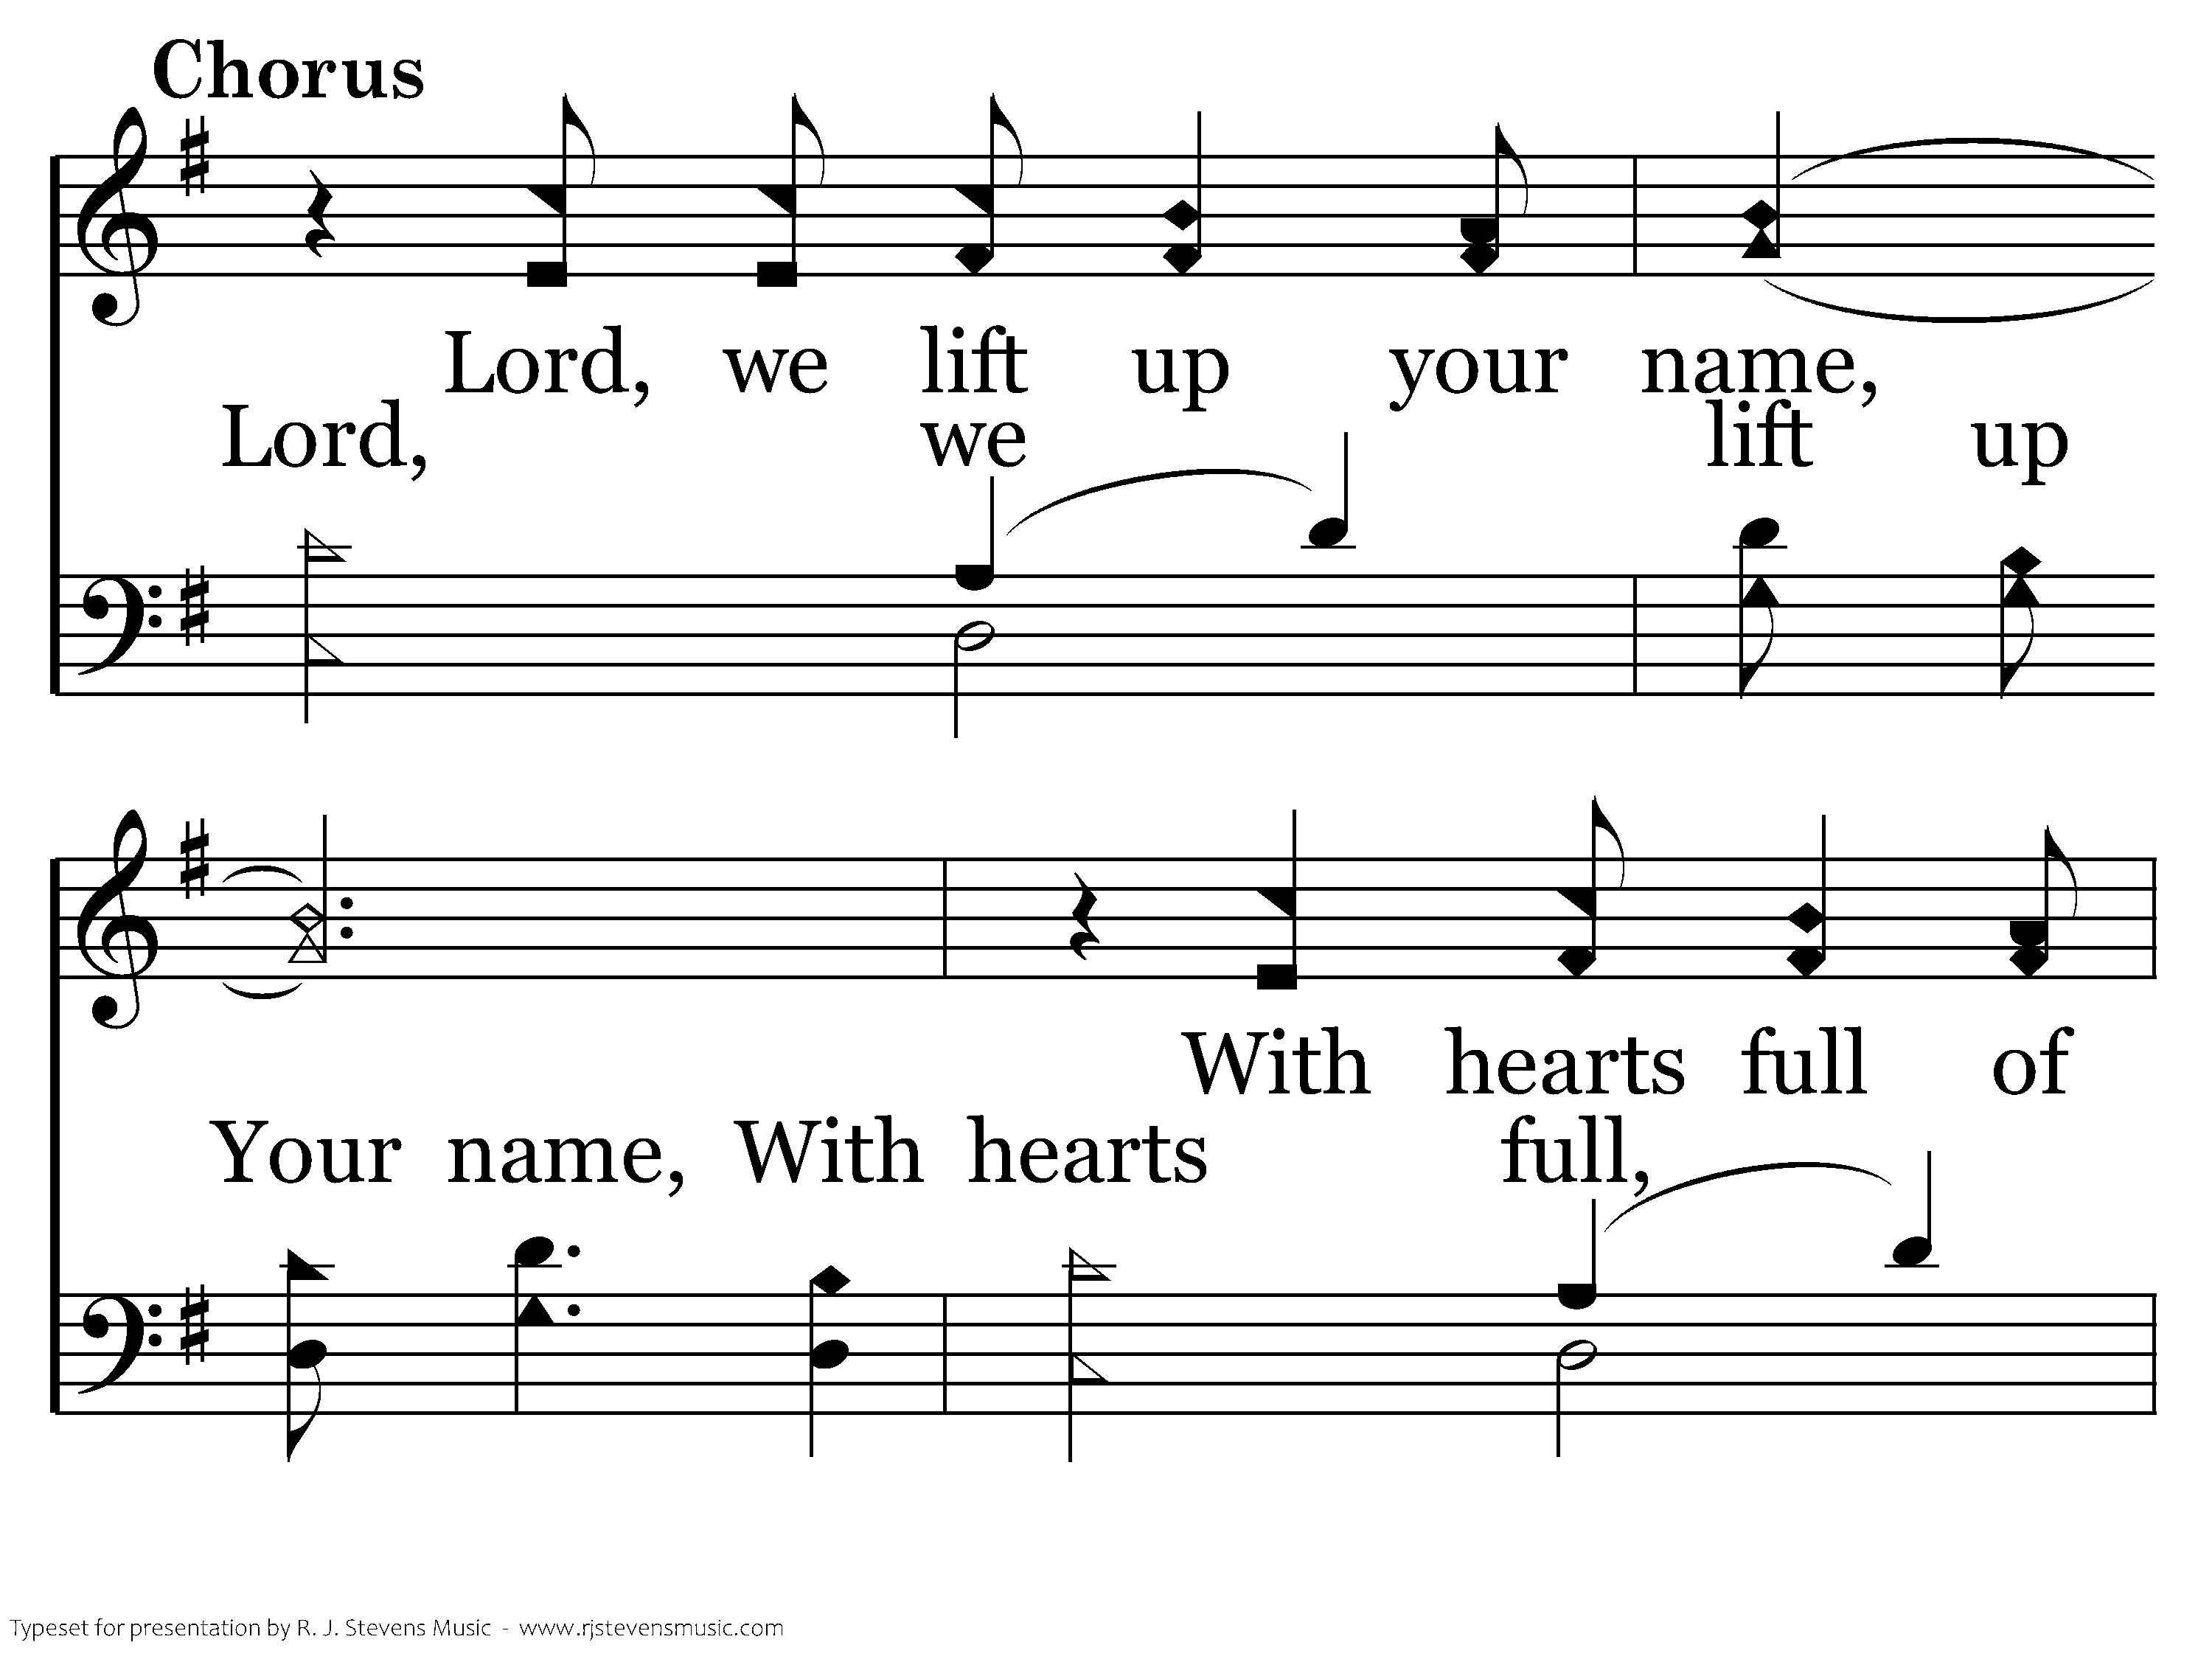 Chorus
Lord, we lift up your name,
Lord, we lift up
With hearts full of
Your name, With hearts full,
Typeset for presentation by R. J. Stevens Music - www.rjstevensmusic.com